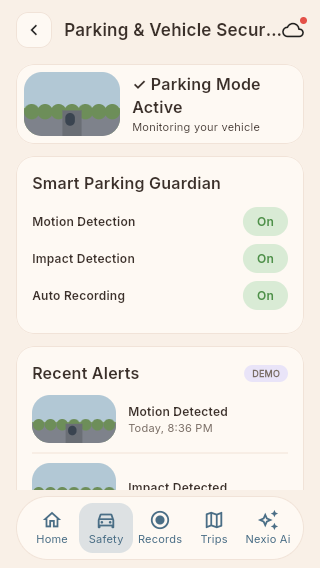 Parking & Vehicle Secur...
✓ Parking Mode
Active
Monitoring your vehicle
Smart Parking Guardian
Motion Detection On
Impact Detection On
Auto Recording On
Recent Alerts DEMO
Motion Detected
Today, 8:36 PM
Impact Detected
Home Safety Records Trips Nexio Ai